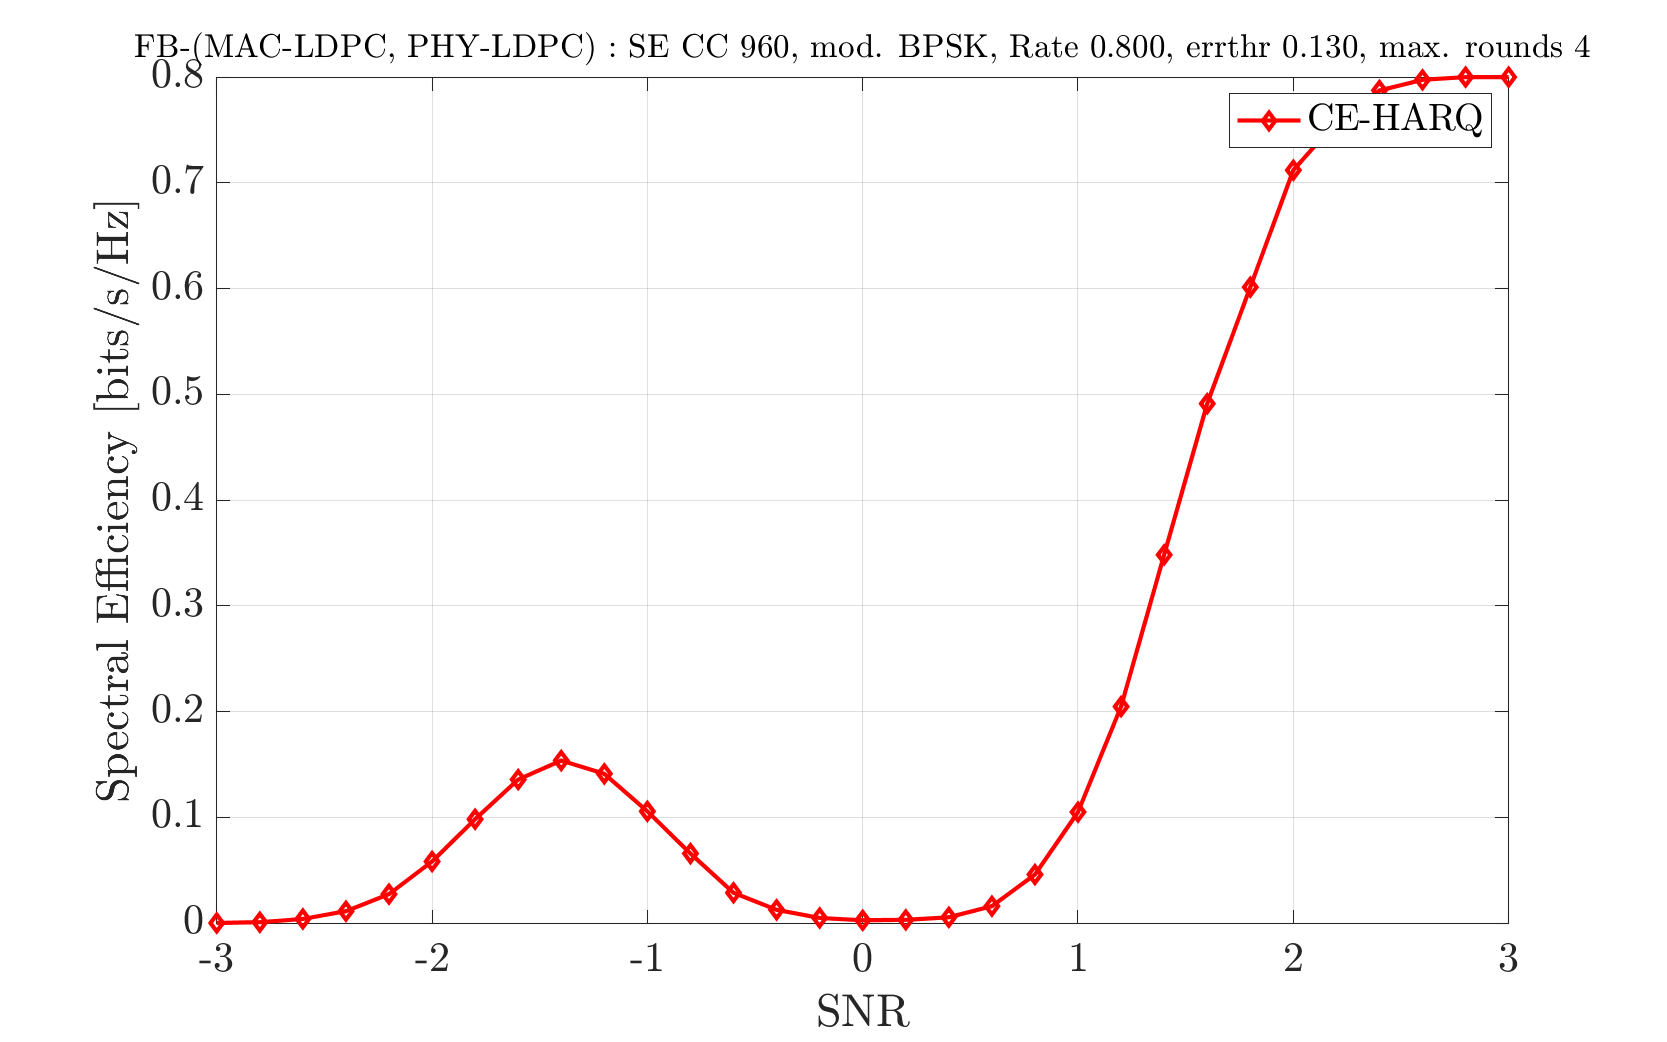 FB-(MAC-LDPC, PHY-LDPC) : SE CC 960, mod. BPSK, Rate 0.800, errthr 0.130, max. rounds 4
CE-HARQ
Spectral Efficiency [bits/s/Hz]
0.8
0.7
0.6
0.5
0.4
0.3
0.2
0.1
0
-3 -2 -1 0 1 2 3
SNR